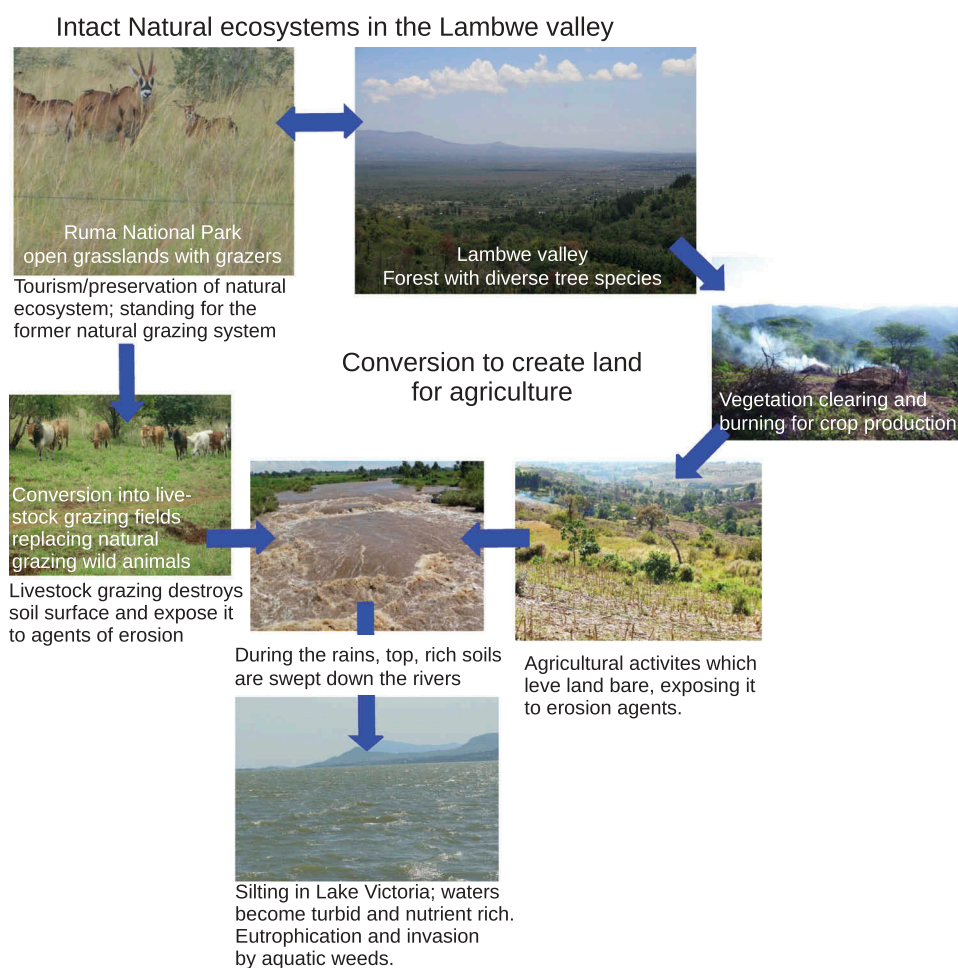 Intact Natural ecosystems in the Lambwe valley
Ruma National Park
open grasslands with grazers
Lambwe valley
Forest with diverse tree species
Tourism/preservation of natural
ecosystem; standing for the
former natural grazing system
Conversion to create land
for agriculture
Vegetation clearing and
burning for crop production
Conversion into live-
stock grazing fields
replacing natural
grazing wild animals
Livestock grazing destroys
soil surface and expose it
to agents of erosion
During the rains, top, rich soils
are swept down the rivers
Agricultural activites which
leve land bare, exposing it
to erosion agents.
Silting in Lake Victoria; waters
become turbid and nutrient rich.
Eutrophication and invasion
by aquatic weeds.